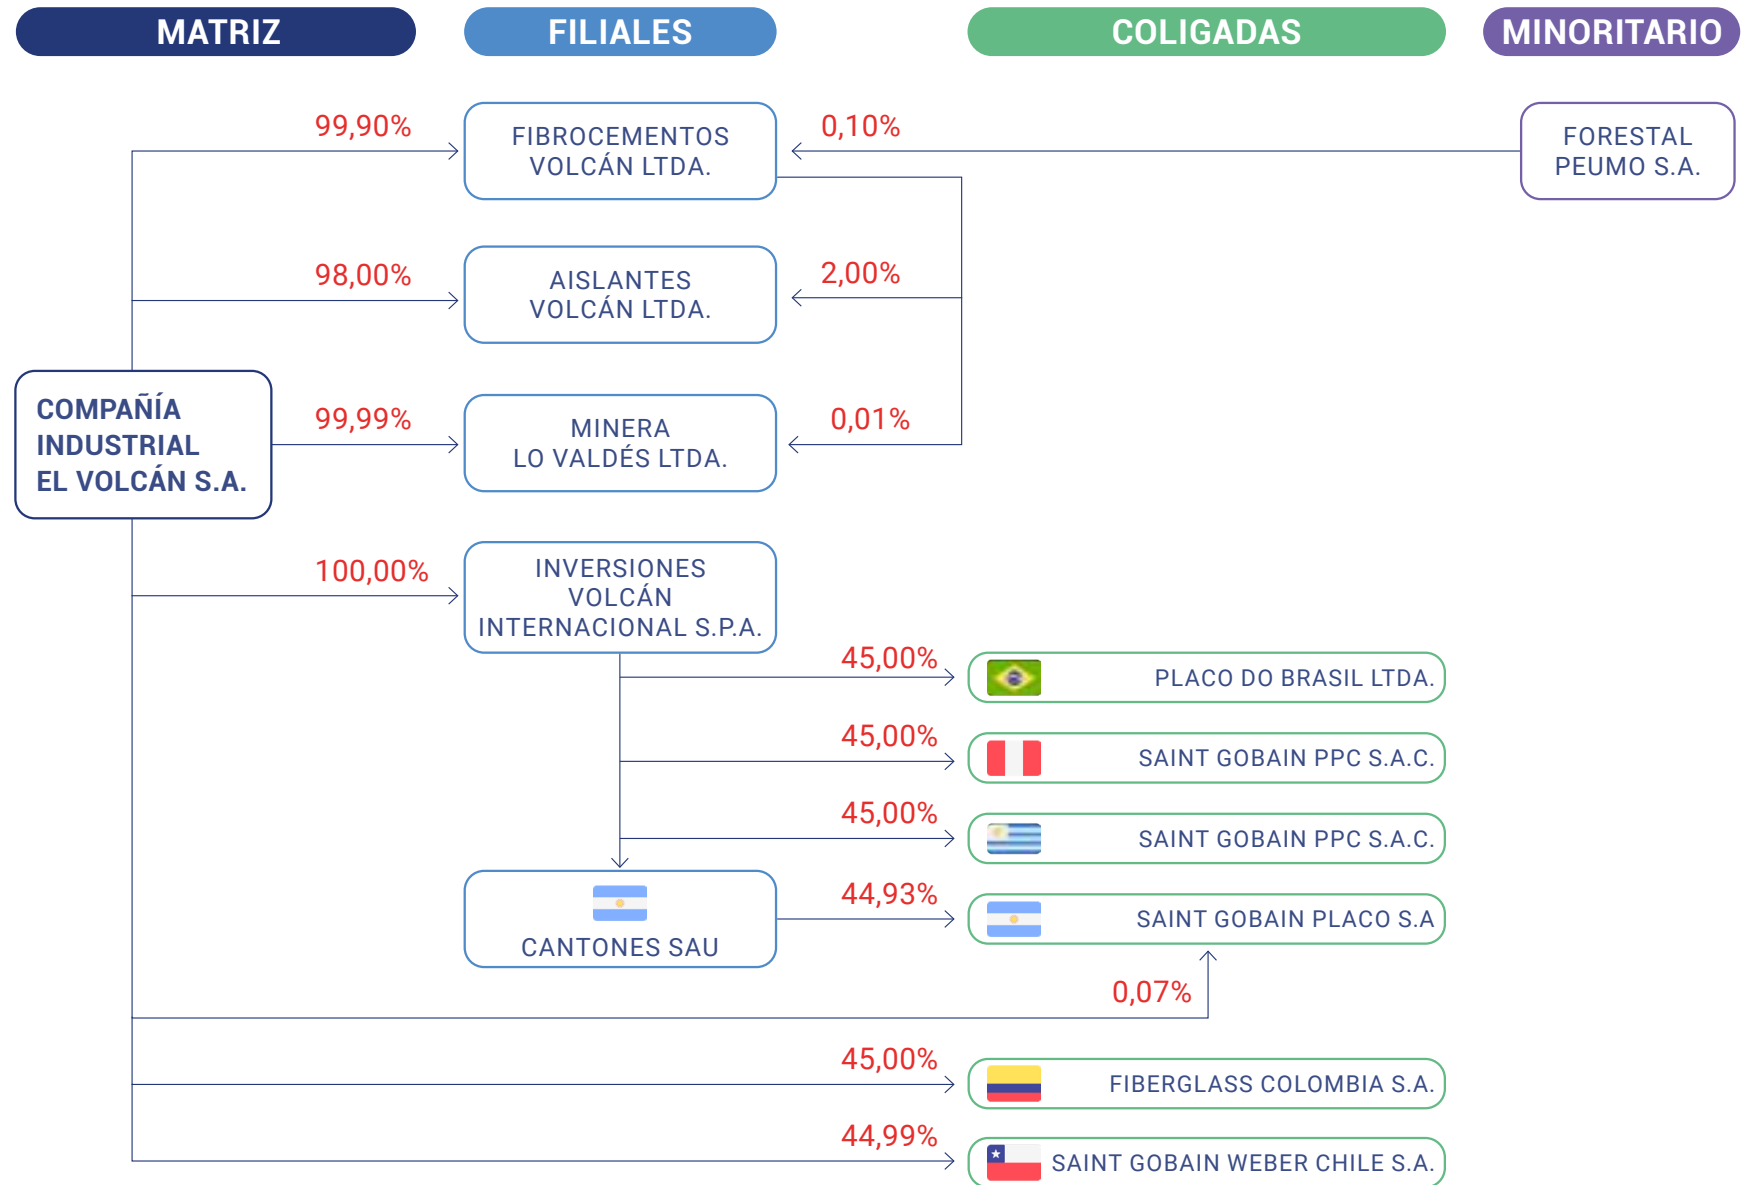 MATRIZ
FILIALES
COLIGADAS
MINORITARIO
99,90%
FIBROCEMENTOS
VOLCÁN LTDA.
0,10%
FORESTAL
PEUMO S.A.
98,00%
AISLANTES
VOLCÁN LTDA.
2,00%
COMPAÑÍA
INDUSTRIAL
EL VOLCÁN S.A.
99,99%
MINERA
LO VALDÉS LTDA.
0,01%
100,00%
INVERSIONES
VOLCÁN
INTERNACIONAL S.P.A.
45,00%
PLACO DO BRASIL LTDA.
45,00%
SAINT GOBAIN PPC S.A.C.
45,00%
SAINT GOBAIN PPC S.A.C.
CANTONES SAU
44,93%
SAINT GOBAIN PLACO S.A
0,07%
45,00%
FIBERGLASS COLOMBIA S.A.
44,99%
SAINT GOBAIN WEBER CHILE S.A.